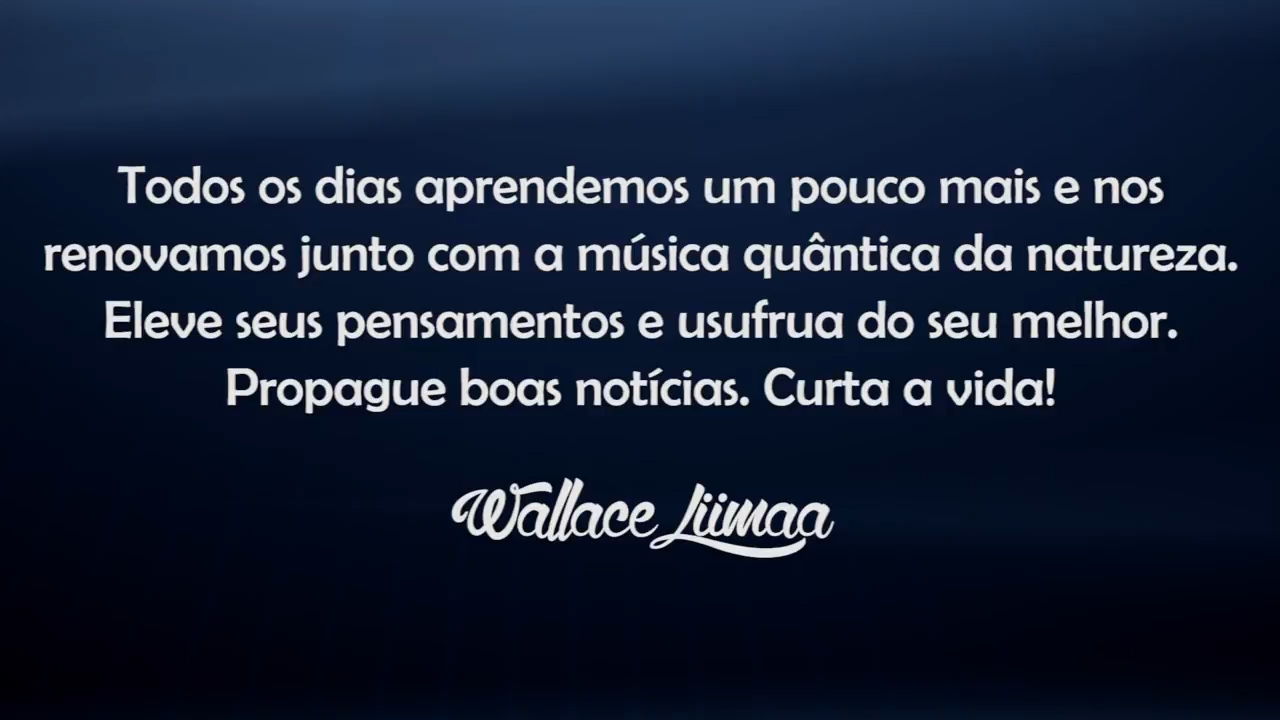 Todos os dias aprendemos um pouco mais e nos
renovamos junto com a música quântica da natureza.
Eleve seus pensamentos e usufrua do seu melhor.
Propague boas notícias. Curta a vida!
Wallace Liimaa